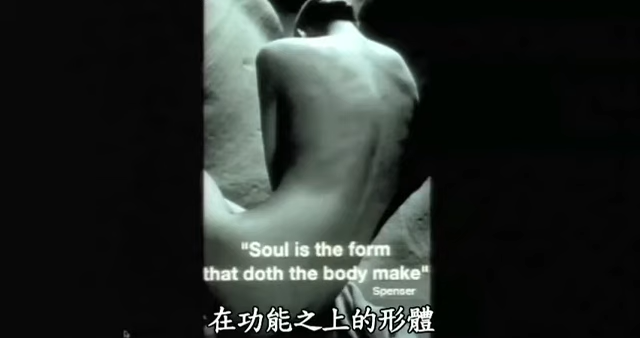 "Soul is the form
that doth the body make"
Spenser
在功能之上的形體